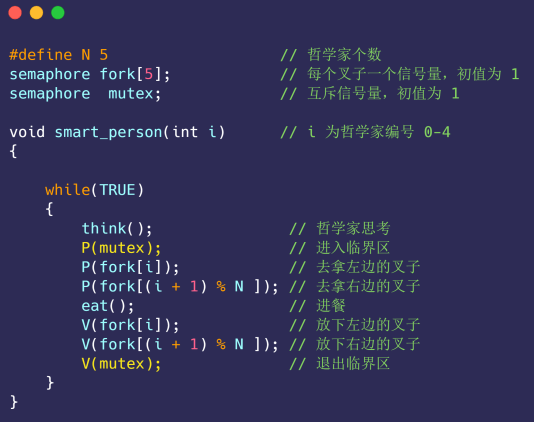 #define N 5 // 哲学家个数
semaphore fork[5]; // 每个叉子一个信号量，初值为 1
semaphore mutex; // 互斥信号量，初值为 1
void smart_person(int i) // i 为哲学家编号 0-4
{
while(TRUE)
{
think(); // 哲学家思考
P(mutex); // 进入临界区
P(fork[i]); // 去拿左边的叉子
P(fork[(i + 1) % N ]); // 去拿右边的叉子
eat(); // 进餐
V(fork[i]); // 放下左边的叉子
V(fork[(i + 1) % N ]); // 放下右边的叉子
V(mutex); // 退出临界区
}
}